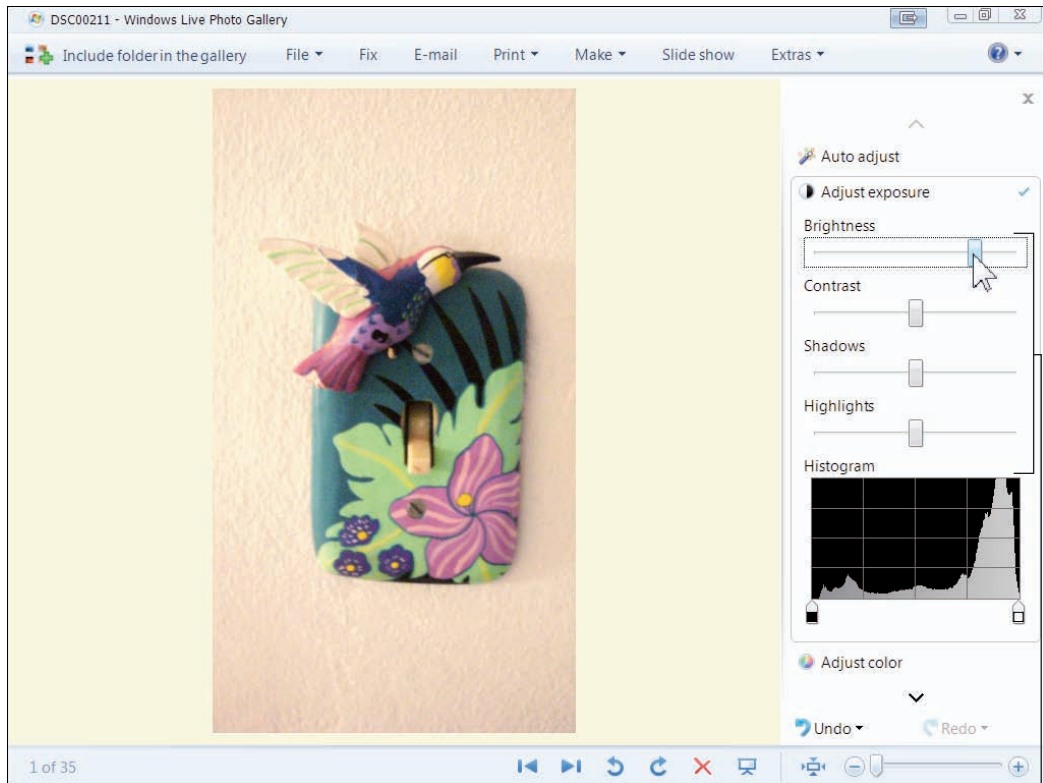 DSC00211 - Windows Live Photo Gallery
Include folder in the gallery File Fix E-mail Print Make Slide show Extras
Auto adjust
Adjust exposure
Brightness
Contrast
Shadows
Highlights
Histogram
Adjust color
Undo Redo
1 of 35